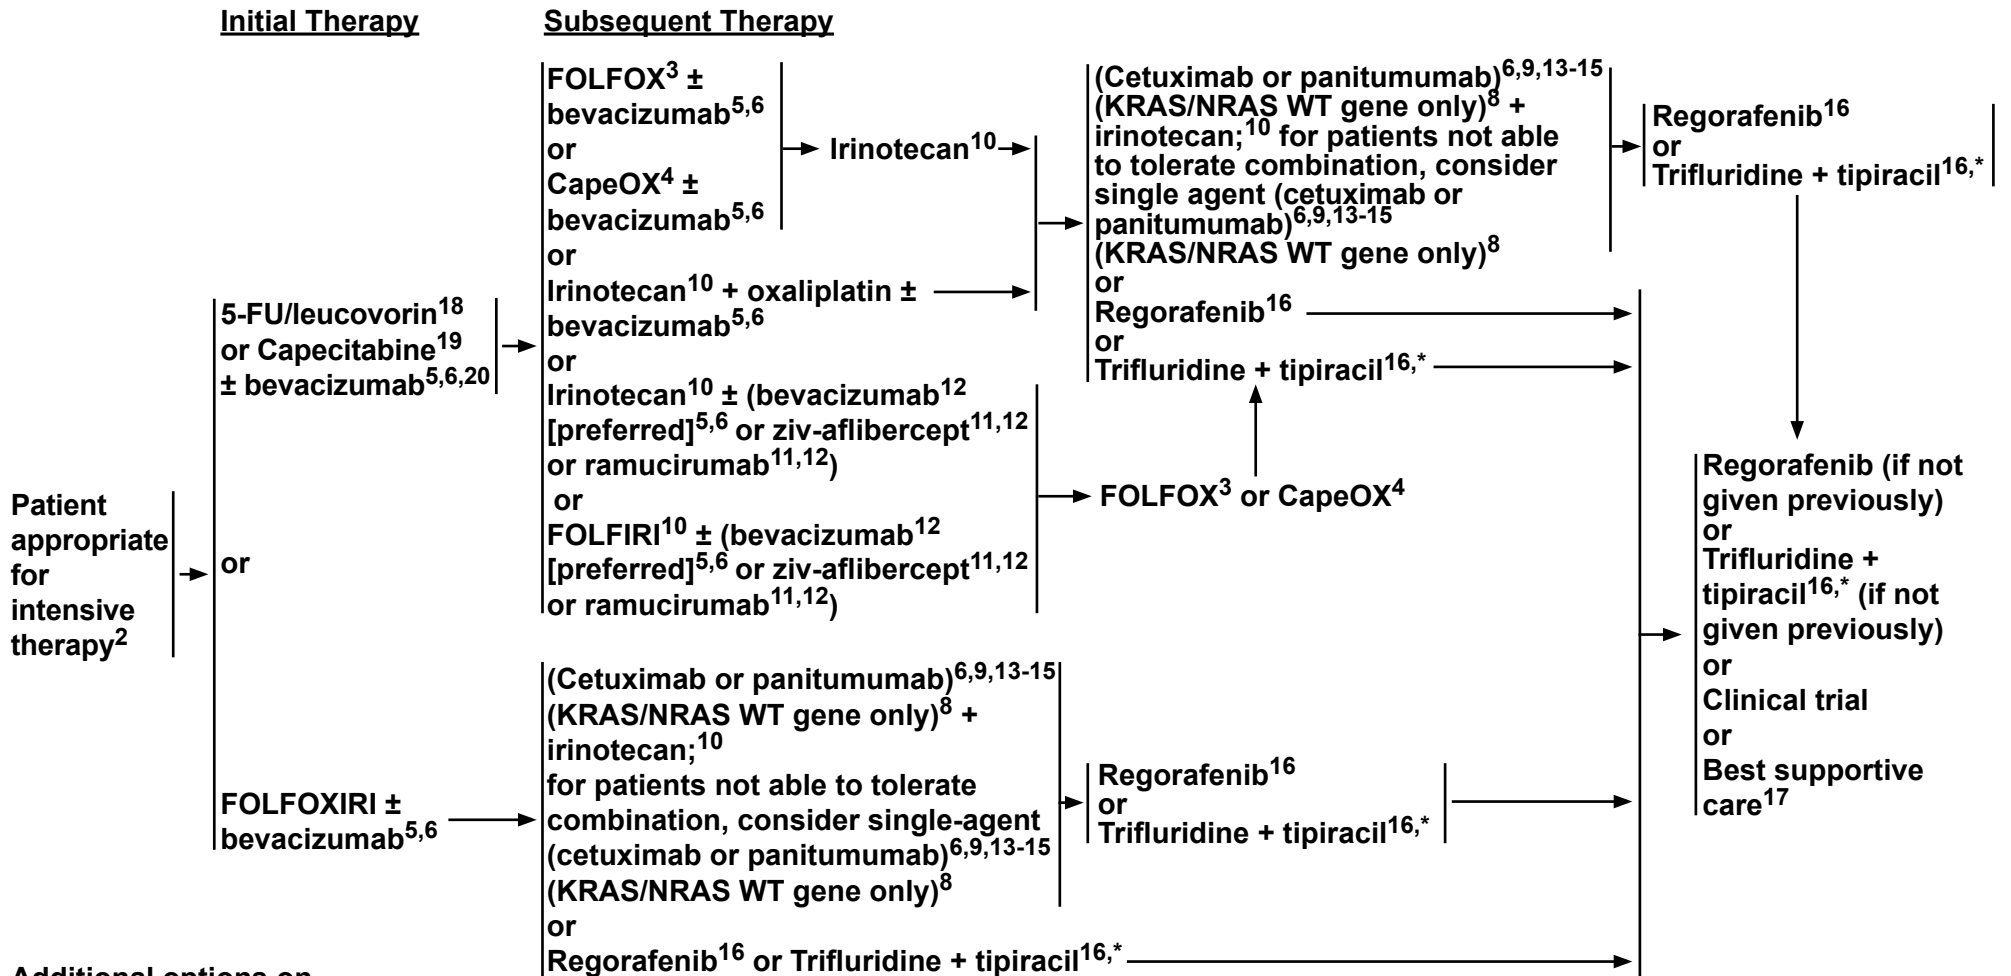 Initial Therapy
Subsequent Therapy
Patient
appropriate
for
intensive
therapy2
5-FU/leucovorin18
or Capecitabine19
± bevacizumab5,6,20
or
FOLFOXIRI ±
bevacizumab5,6
FOLFOX3 ±
bevacizumab5,6
or
CapeOX4 ±
bevacizumab5,6
or
Irinotecan10 + oxaliplatin ±
bevacizumab5,6
or
Irinotecan10 ± (bevacizumab12
[preferred]5,6 or ziv-aflibercept11,12
or ramucirumab11,12)
or
FOLFIRI10 ± (bevacizumab12
[preferred]5,6 or ziv-aflibercept11,12
or ramucirumab11,12)
Irinotecan10
FOLFOX3 or CapeOX4
(Cetuximab or panitumumab)6,9,13-15
(KRAS/NRAS WT gene only)8 +
irinotecan;10 for patients not able
to tolerate combination, consider
single agent (cetuximab or
panitumumab)6,9,13-15
(KRAS/NRAS WT gene only)8
or
Regorafenib16
or
Trifluridine + tipiracil16,*
Regorafenib16
or
Trifluridine + tipiracil16,*
(Cetuximab or panitumumab)6,9,13-15
(KRAS/NRAS WT gene only)8 +
irinotecan;10
for patients not able to tolerate
combination, consider single-agent
(cetuximab or panitumumab)6,9,13-15
(KRAS/NRAS WT gene only)8
or
Regorafenib16 or Trifluridine + tipiracil16,*
Regorafenib16
or
Trifluridine + tipiracil16,*
Regorafenib (if not
given previously)
or
Trifluridine +
tipiracil16,* (if not
given previously)
or
Clinical trial
or
Best supportive
care17
Additional options on